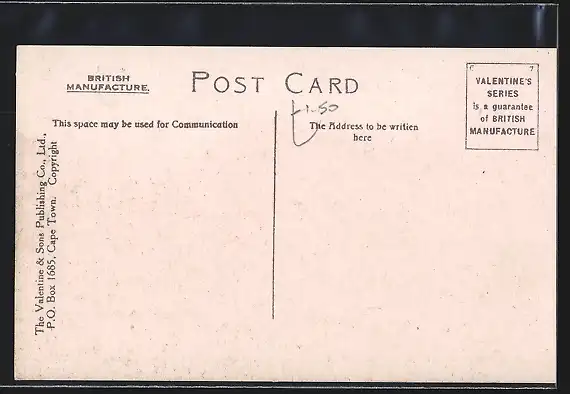 BRITISH
MANUFACTURE.
POST CARD
VALENTINE'S
SERIES
is a guarantee
of BRITISH
MANUFACTURE
1-50
This space may be used for Communication
The Address to be written
here
The Valentine & Sons Publishing Co., Ltd.,
P.O. Box 1685, Cape Town. Copyright